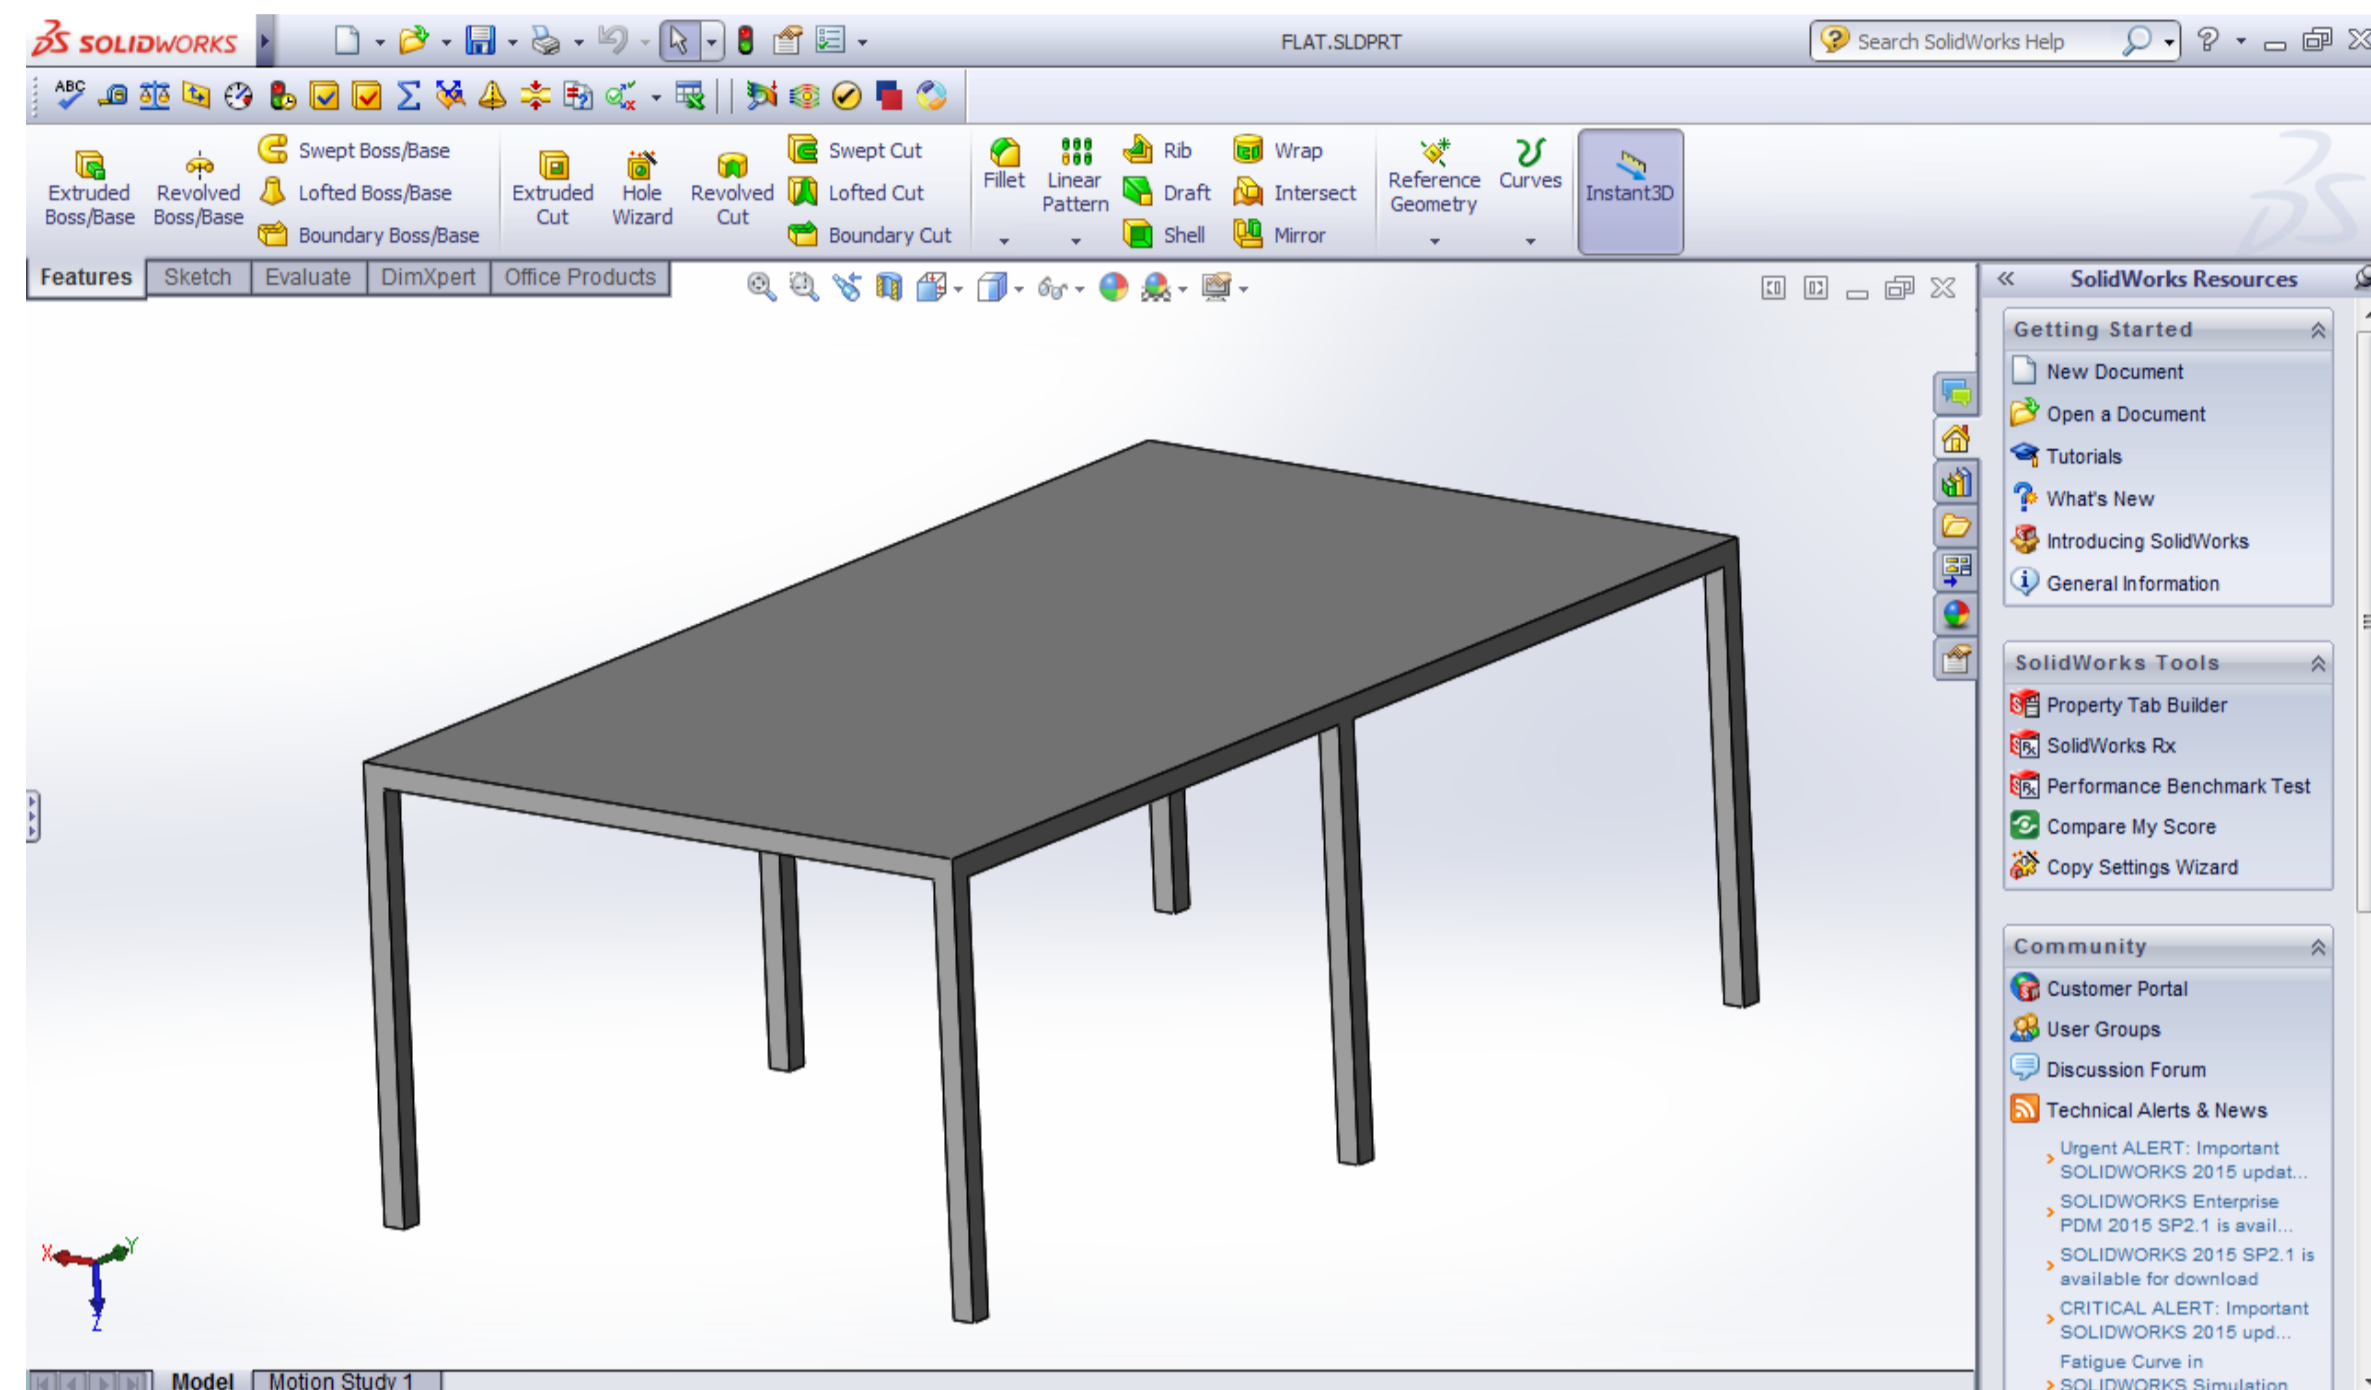 SOLIDWORKS
FLAT.SLDPRT
Search SolidWorks Help
ABC
Extruded Boss/Base
Revolved Boss/Base
Swept Boss/Base
Lofted Boss/Base
Boundary Boss/Base
Extruded Cut
Hole Wizard
Revolved Cut
Swept Cut
Lofted Cut
Boundary Cut
Fillet
Linear Pattern
Rib
Draft
Shell
Wrap
Intersect
Mirror
Reference Geometry
Curves
Instant3D
Features
Sketch
Evaluate
DimXpert
Office Products
SolidWorks Resources
Getting Started
New Document
Open a Document
Tutorials
What's New
Introducing SolidWorks
General Information
SolidWorks Tools
Property Tab Builder
SolidWorks Rx
Performance Benchmark Test
Compare My Score
Copy Settings Wizard
Community
Customer Portal
User Groups
Discussion Forum
Technical Alerts & News
Urgent ALERT: Important
SOLIDWORKS 2015 updat...
SOLIDWORKS Enterprise
PDM 2015 SP2.1 is avail...
SOLIDWORKS 2015 SP2.1 is
available for download
CRITICAL ALERT: Important
SOLIDWORKS 2015 upd...
Fatigue Curve in
SOLIDWORKS Simulation
X
Y
Z
Model
Motion Study 1